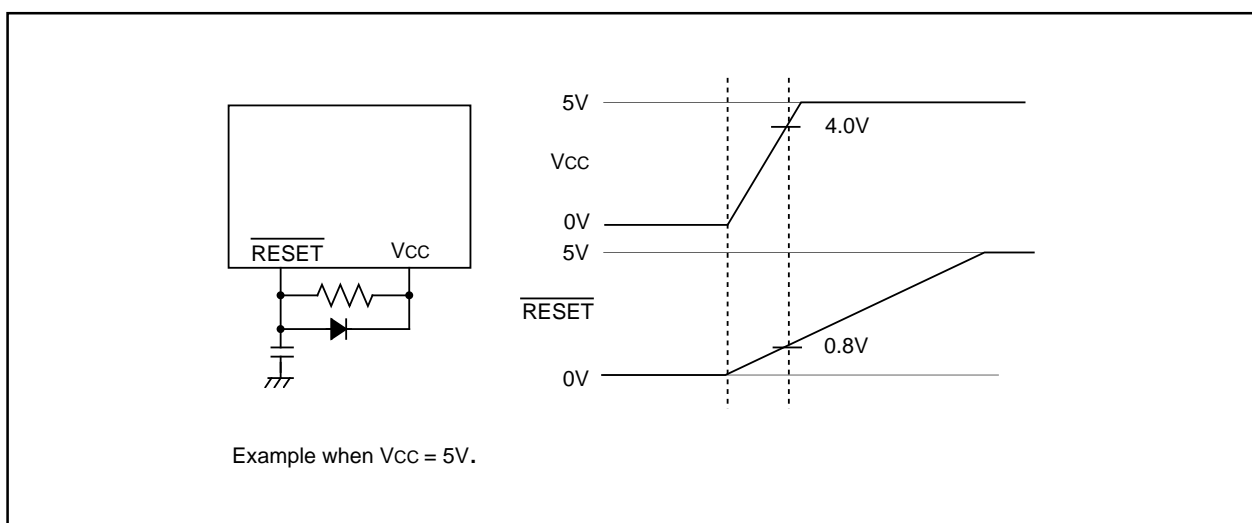 RESET
VCC
5V
4.0V
VCC
0V
5V
RESET
0.8V
0V
Example when VCC = 5V.